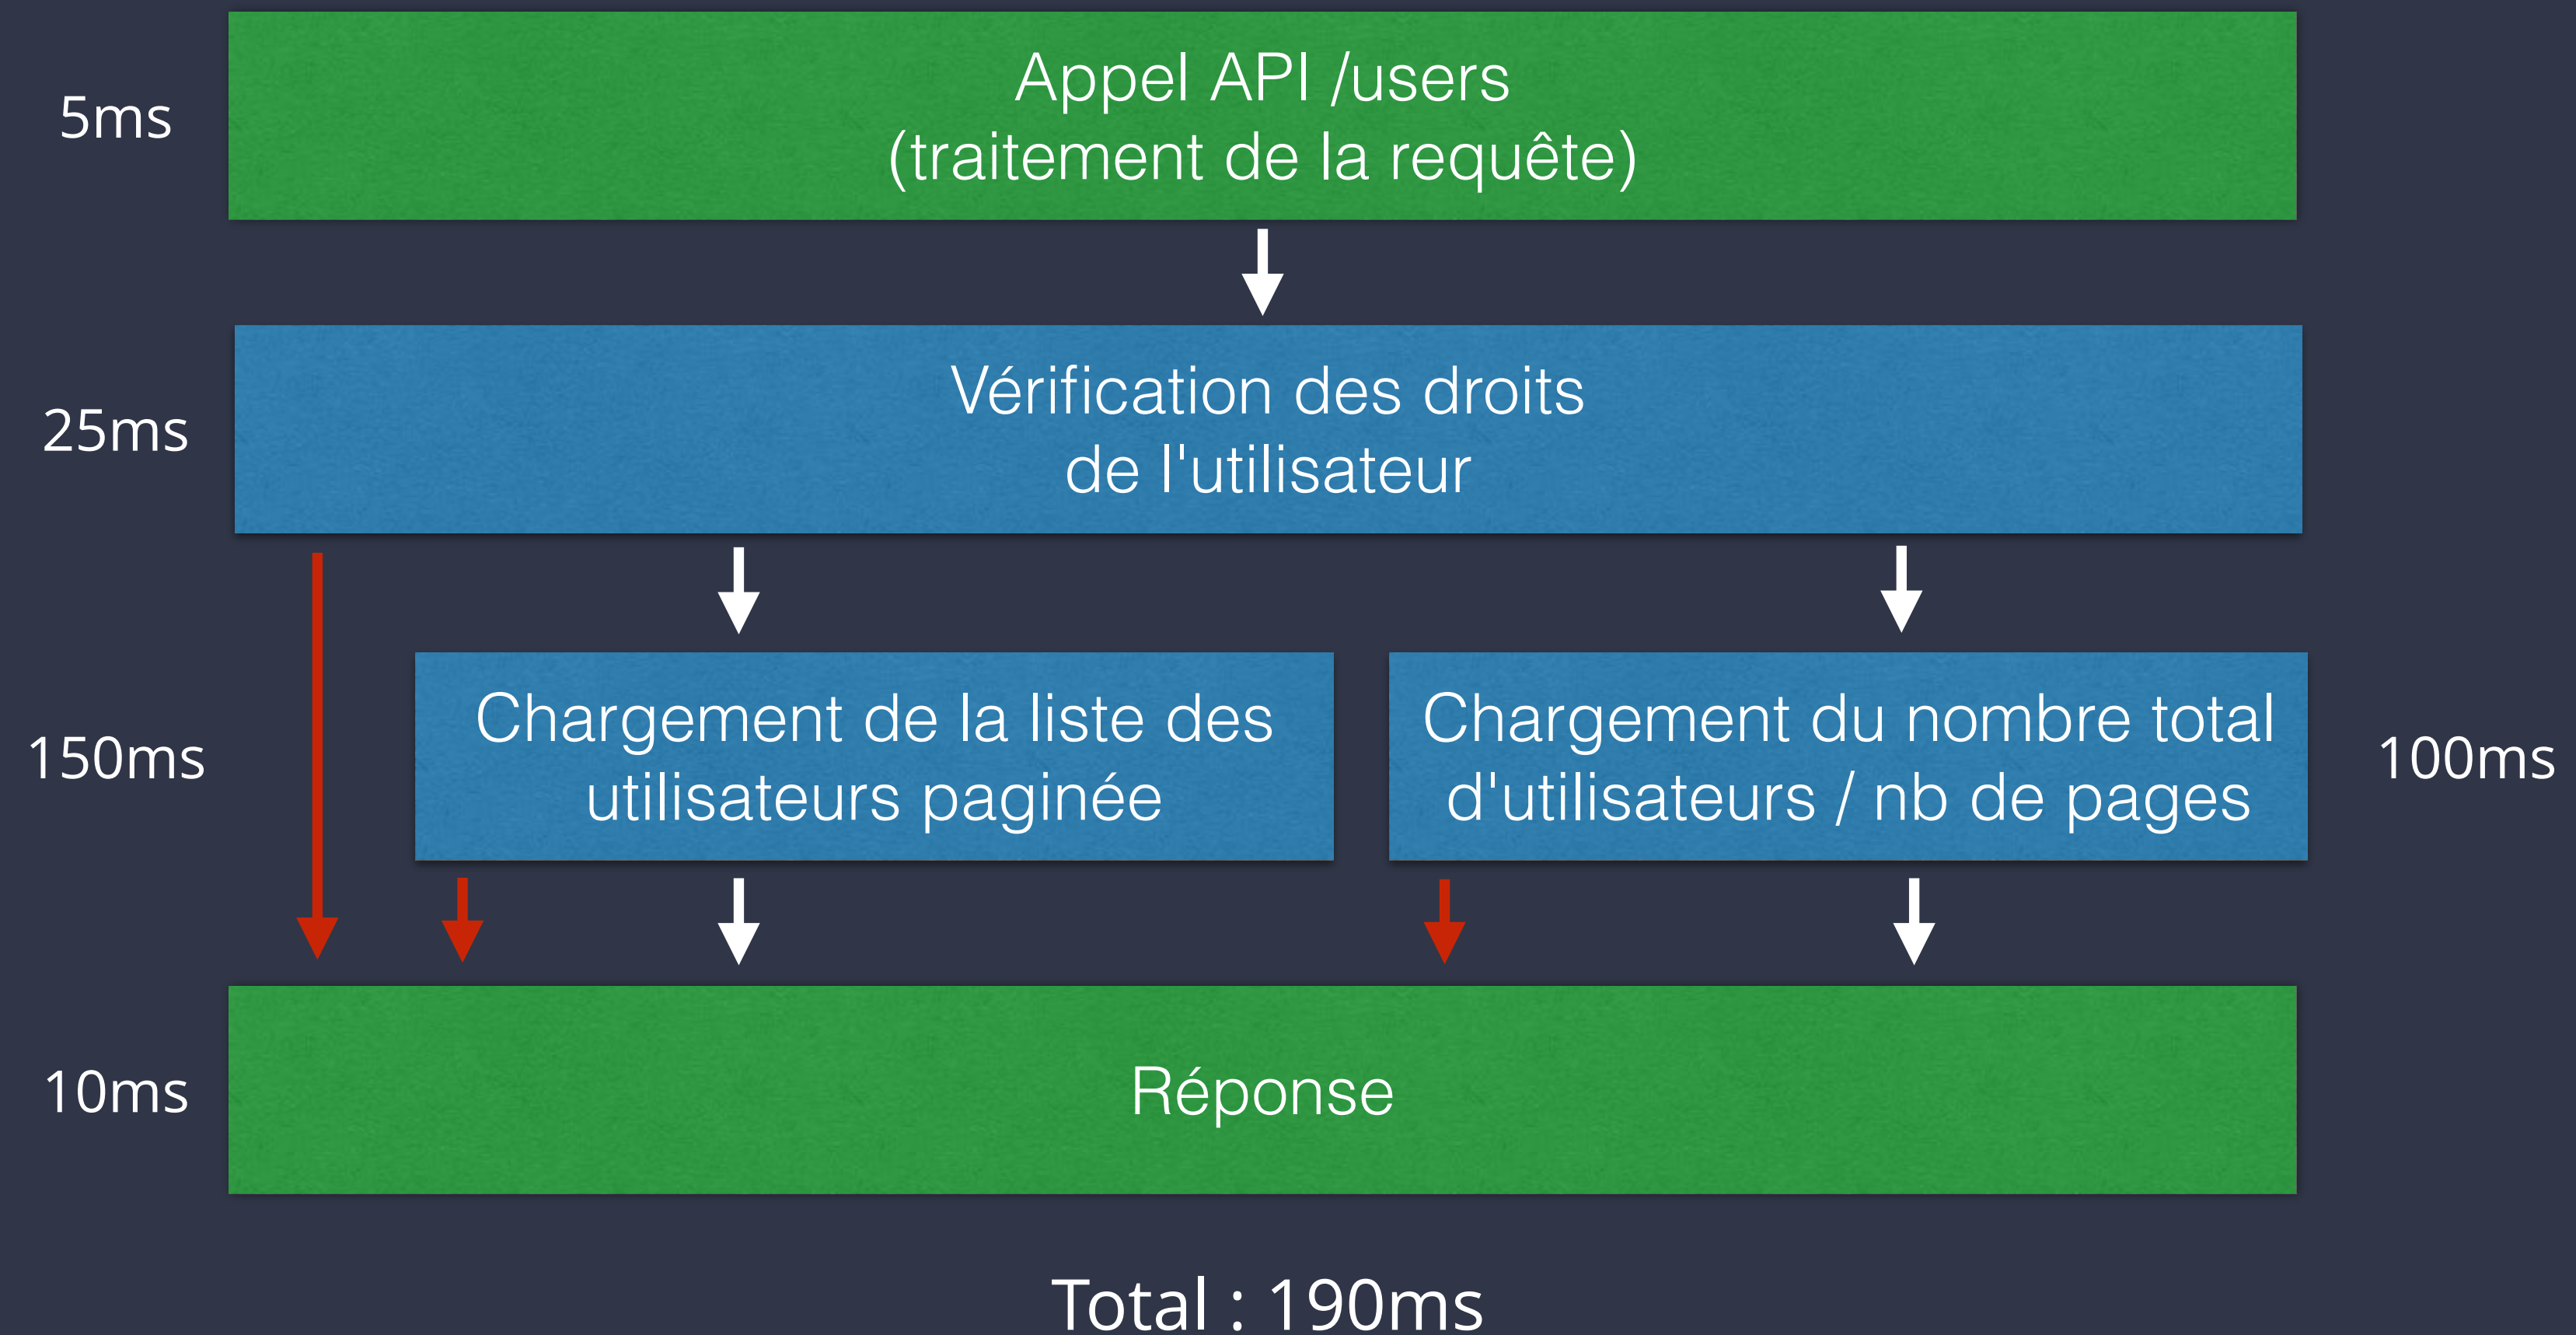 5ms
Appel API /users
(traitement de la requête)
25ms
Vérification des droits
de l'utilisateur
150ms
Chargement de la liste des
utilisateurs paginée
Chargement du nombre total
d'utilisateurs / nb de pages
100ms
10ms
Réponse
Total : 190ms